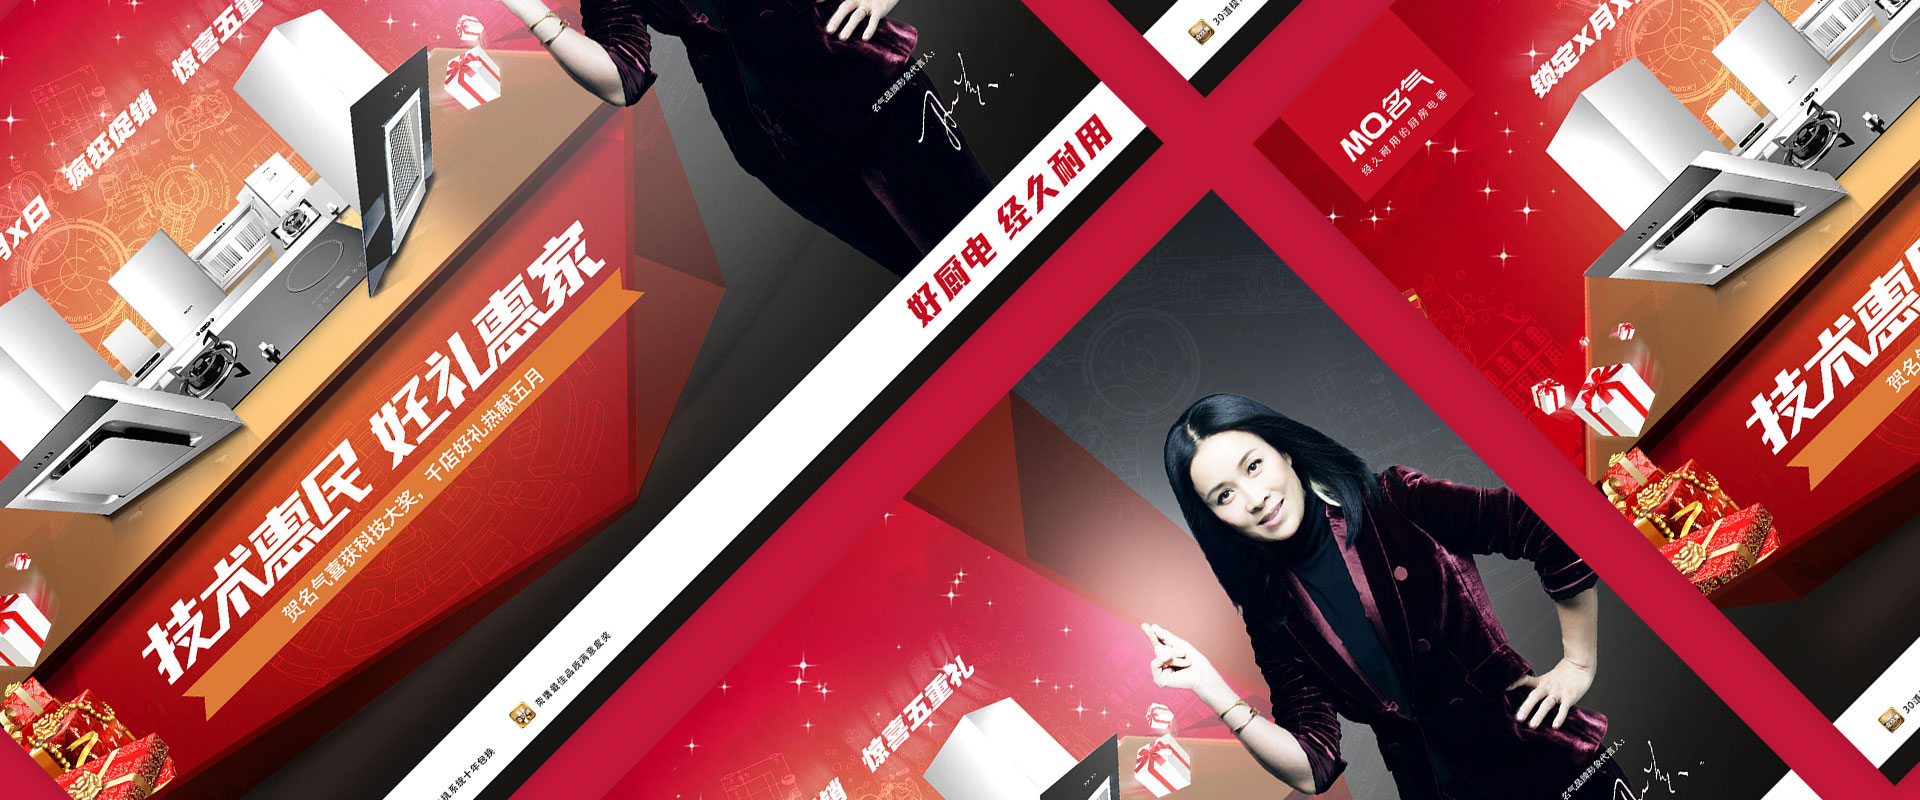 惊喜五重
疯狂促销
月X日
技术惠民 好礼惠家
贺名气喜获科技大奖，千店好礼热献五月
名气品牌形象代言人：
好厨电 经久耐用
荣膺最佳品质满意度奖
机系统十年包换
30道
MQ名气
经久耐用的厨房电器
锁定X月X
技术惠民
贺名
惊喜五重礼
促销
名气品牌形象代言人：
30道